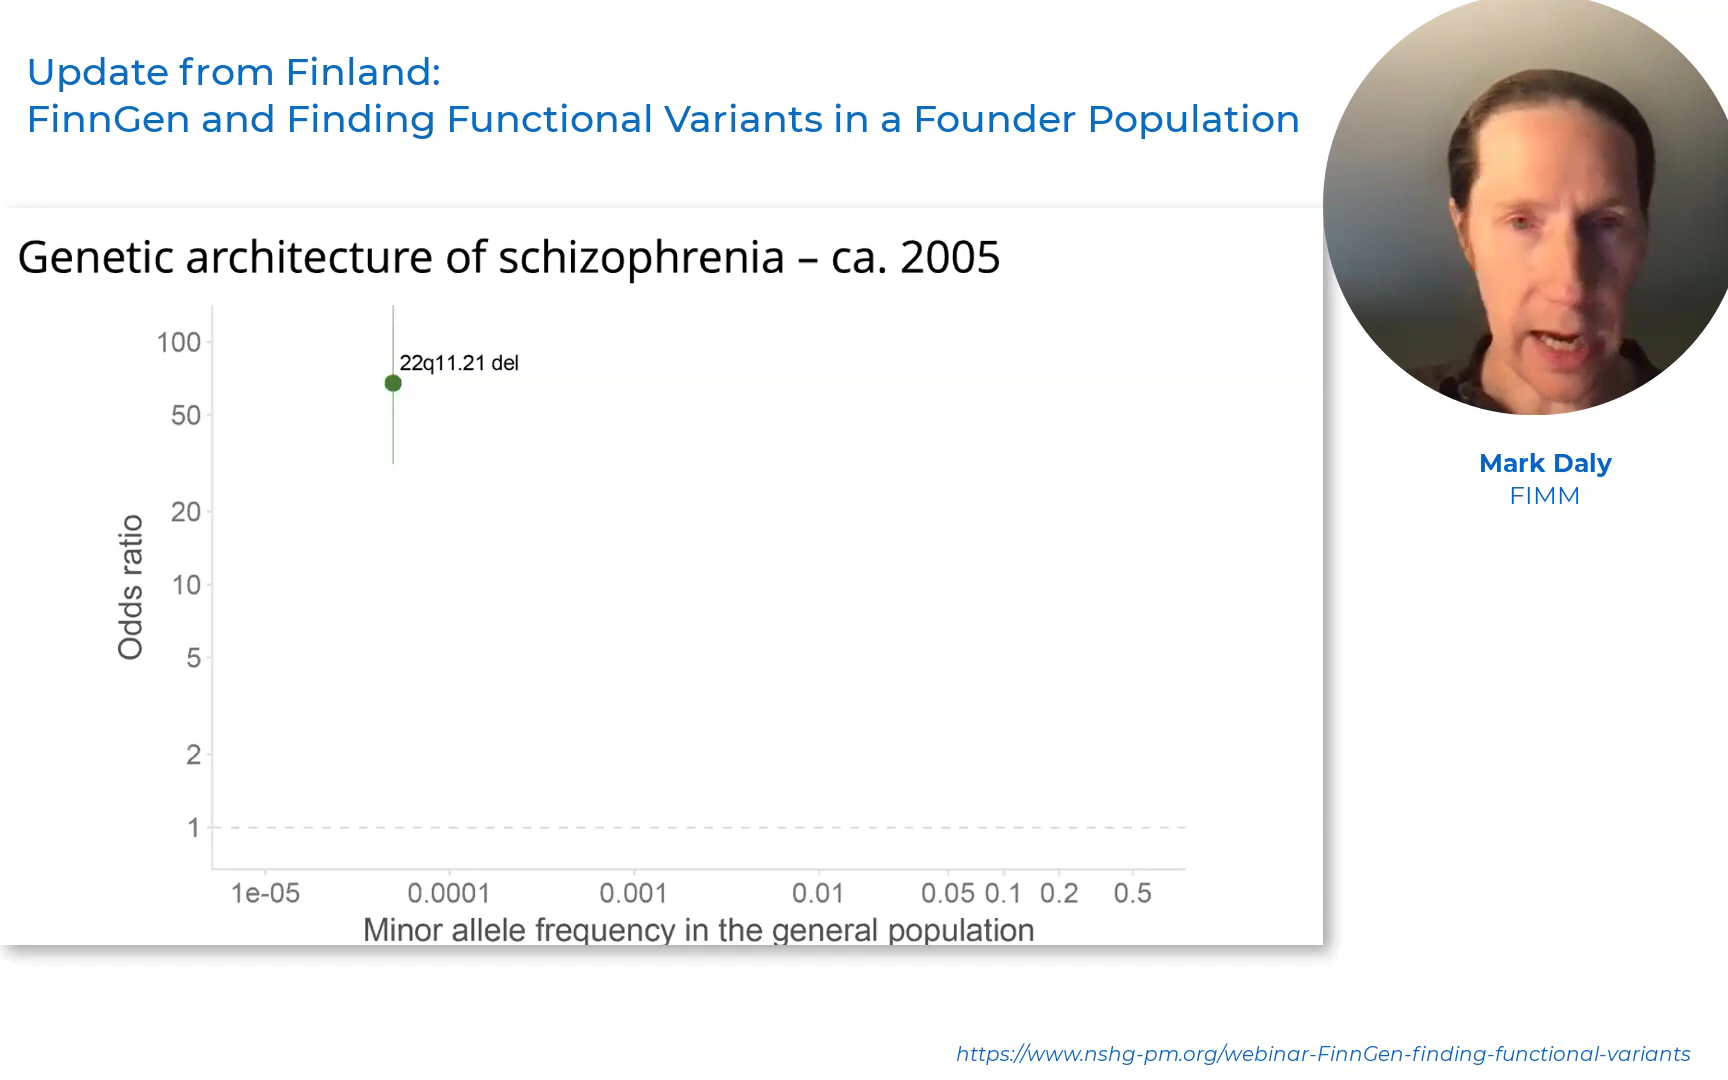 Update from Finland:
FinnGen and Finding Functional Variants in a Founder Population
Genetic architecture of schizophrenia – ca. 2005
100
22q11.21 del
50
20
10
5
2
1
Odds ratio
1e-05 0.0001 0.001 0.01 0.05 0.1 0.2 0.5
Minor allele frequency in the general population
Mark Daly
FIMM
https://www.nshg-pm.org/webinar-FinnGen-finding-functional-variants